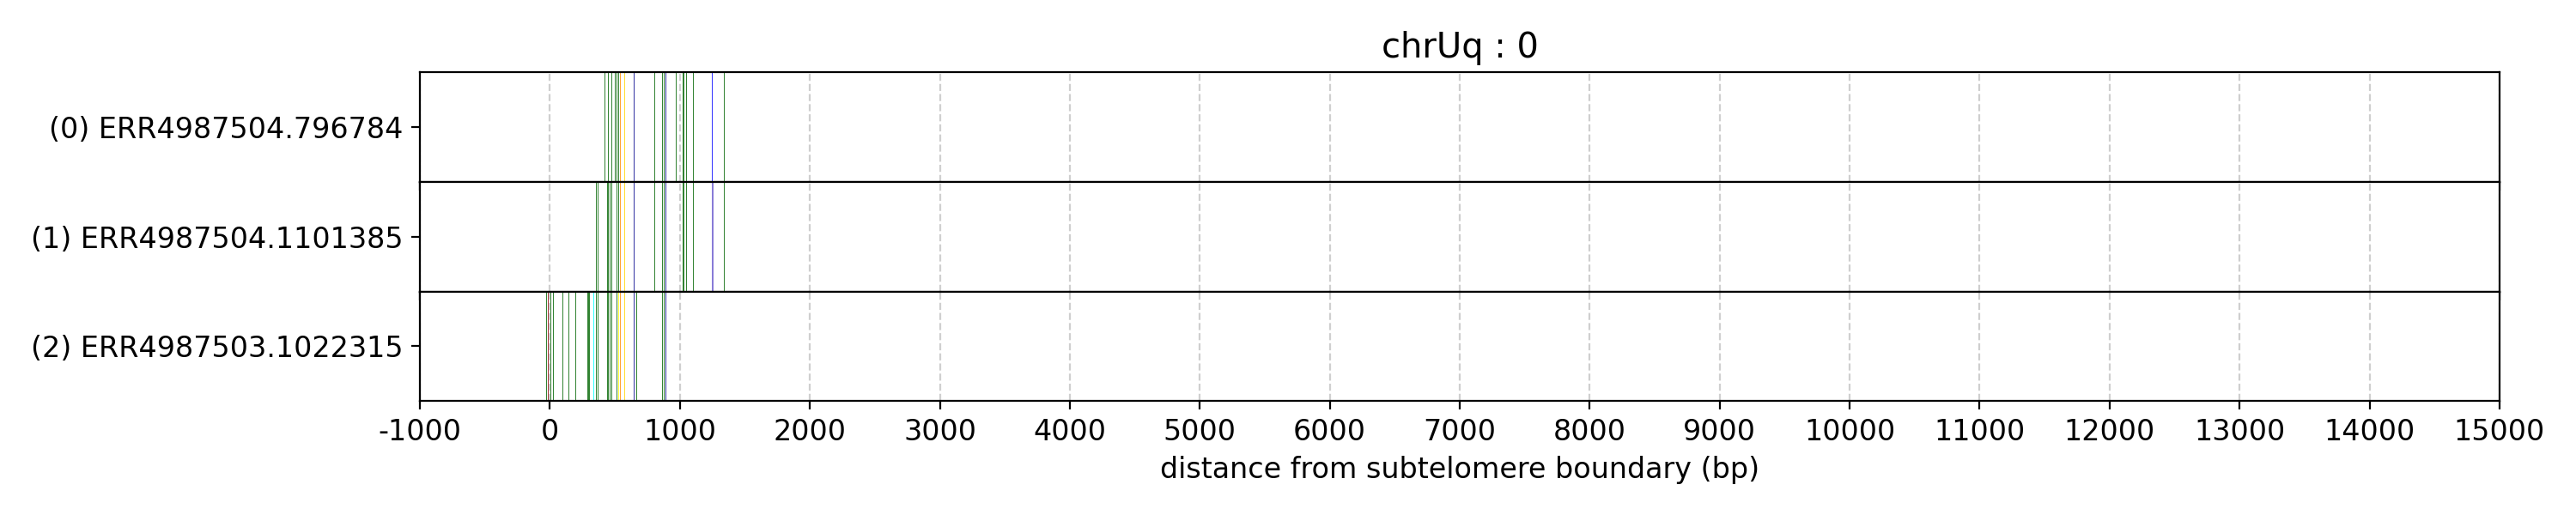 chrUq : 0
(0) ERR4987504.796784
(1) ERR4987504.1101385
(2) ERR4987503.1022315
-1000 0 1000 2000 3000 4000 5000 6000 7000 8000 9000 10000 11000 12000 13000 14000 15000
distance from subtelomere boundary (bp)